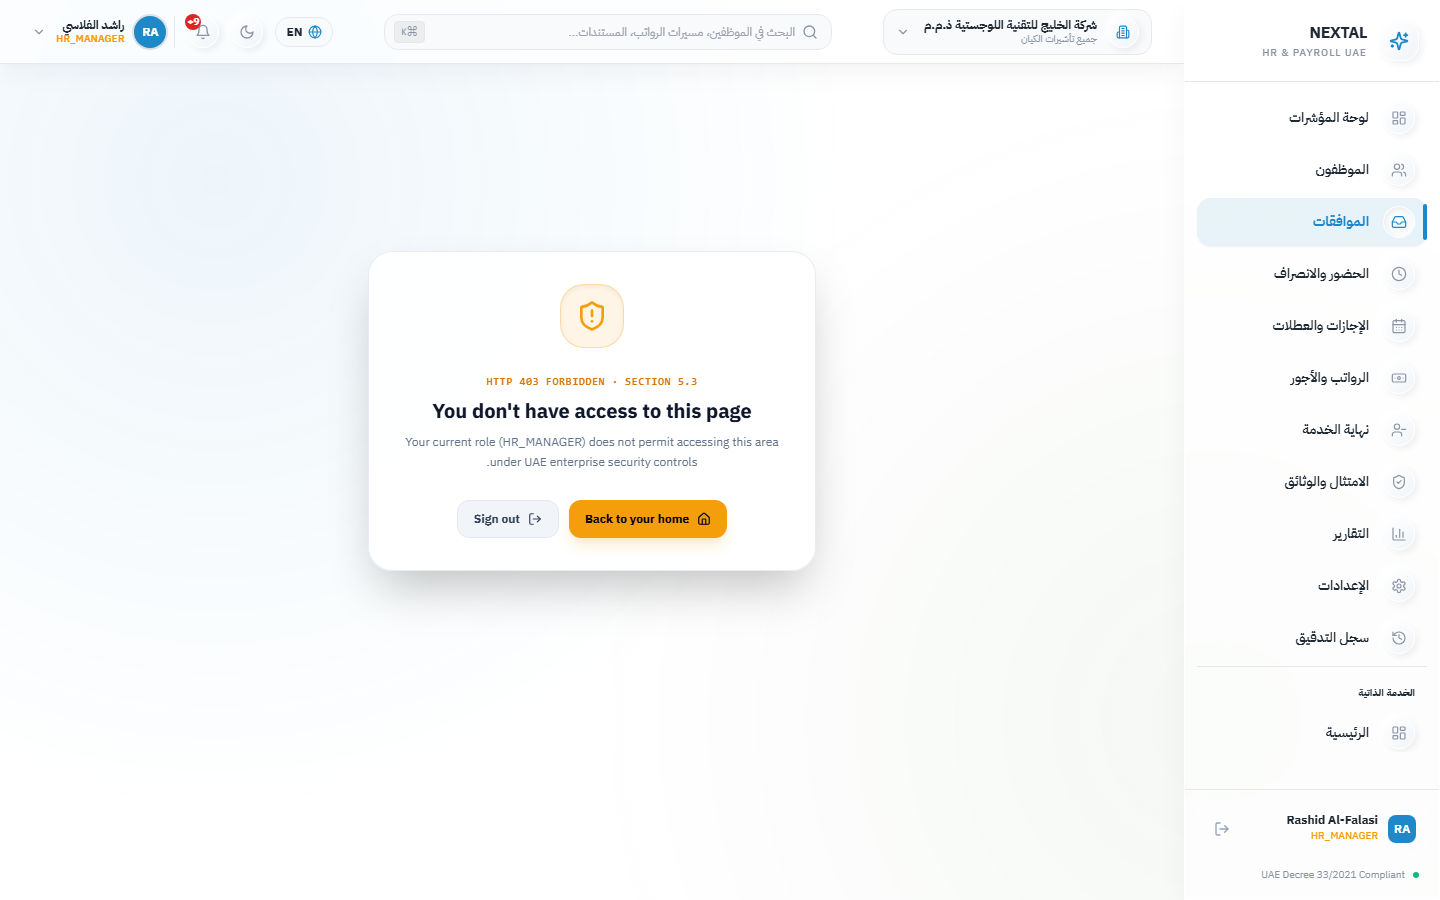 NEXTAL
HR & PAYROLL UAE
شركة الخليج للتقنية اللوجستية ذ.م.م
جميع تأشيرات الكيان
البحث في الموظفين، مسيرات الرواتب، المستندات...
⌘K
EN
+9
RA
راشد الفلاسي
HR_MANAGER
لوحة المؤشرات
الموظفون
الموافقات
الحضور والانصراف
الإجازات والعطلات
الرواتب والأجور
نهاية الخدمة
الامتثال والوثائق
التقارير
الإعدادات
سجل التدقيق
الخدمة الذاتية
الرئيسية
RA
Rashid Al-Falasi
HR_MANAGER
UAE Decree 33/2021 Compliant
HTTP 403 FORBIDDEN · SECTION 5.3
You don't have access to this page
Your current role (HR_MANAGER) does not permit accessing this area
.under UAE enterprise security controls
Back to your home
Sign out